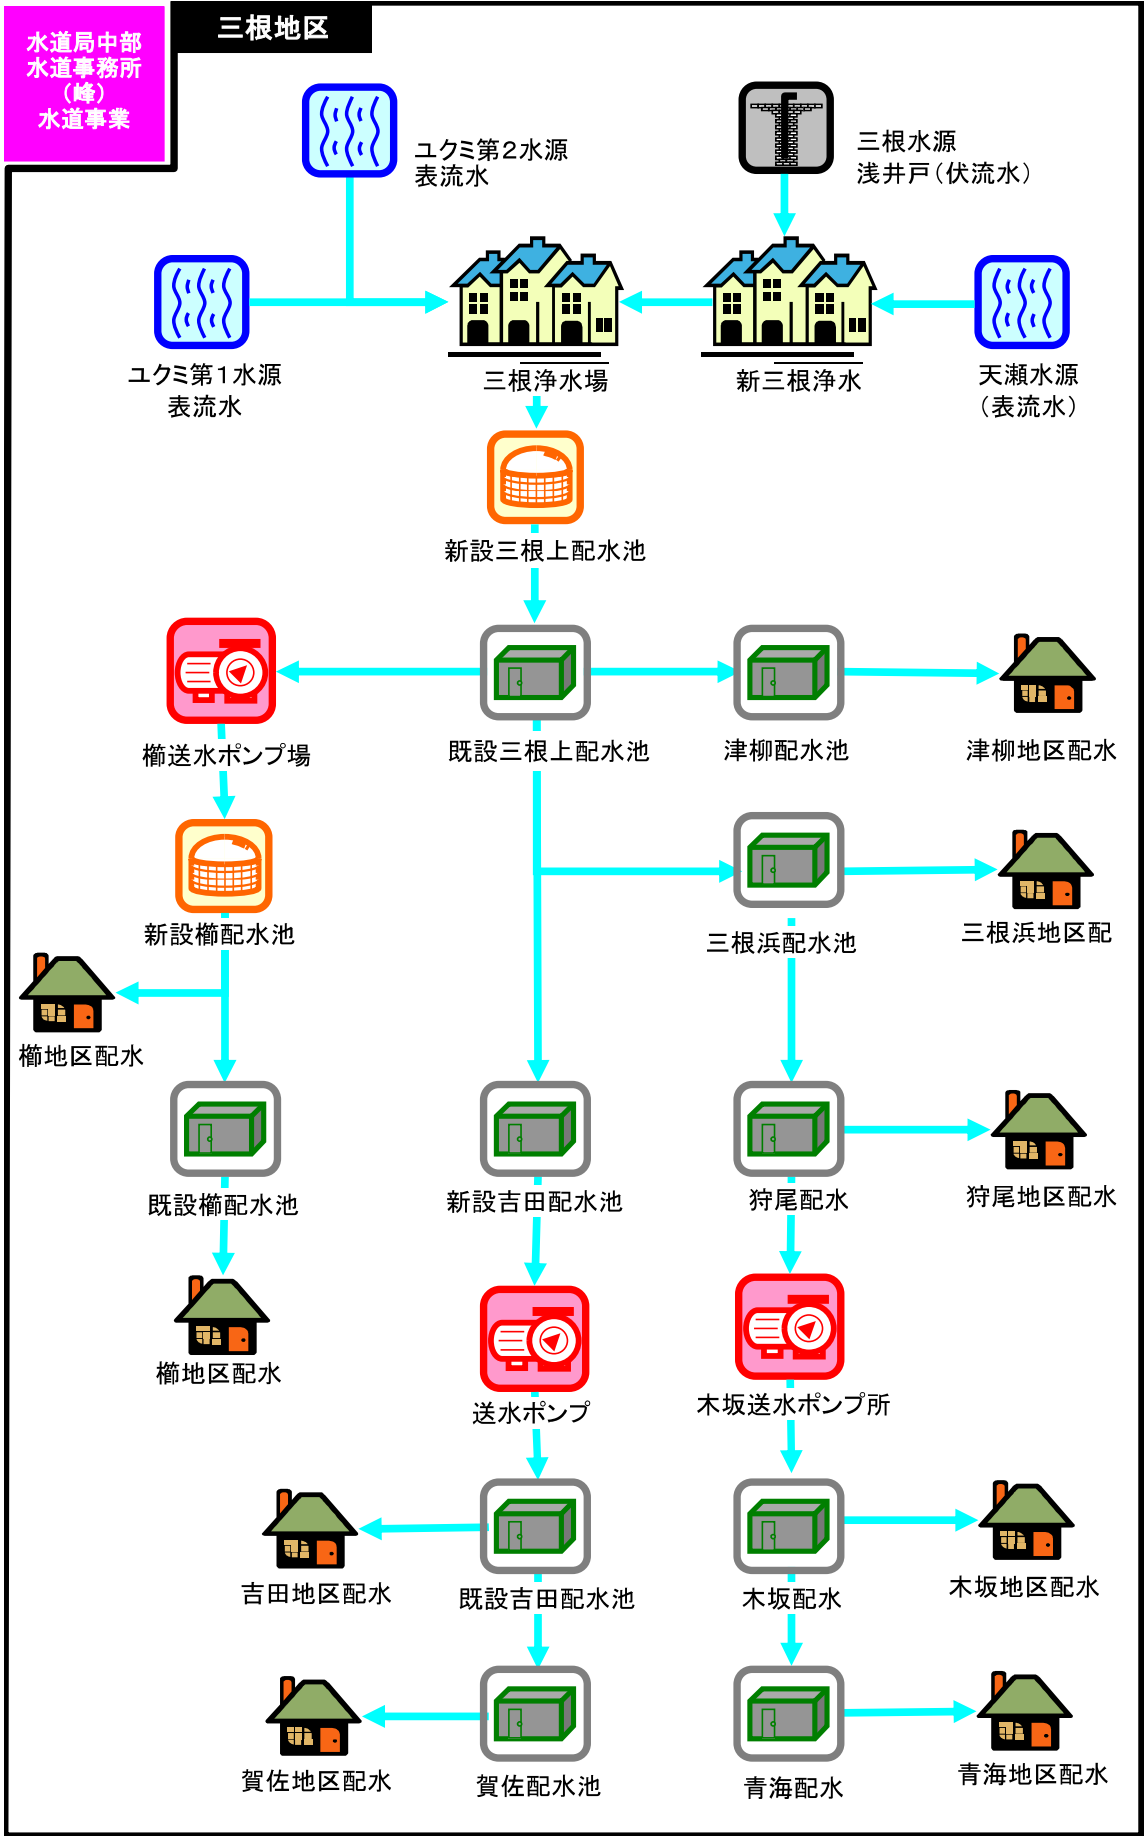 三根地区
水道局中部
水道事務所
（峰）
水道事業
ユクミ第２水源
表流水
三根水源
浅井戸（伏流水）
ユクミ第１水源
表流水
三根浄水場
新三根浄水
天瀬水源
（表流水）
新設三根上配水池
櫛送水ポンプ場
既設三根上配水池
津柳配水池
津柳地区配水
新設櫛配水池
三根浜配水池
三根浜地区配
櫛地区配水
既設櫛配水池
新設吉田配水池
狩尾配水
狩尾地区配水
櫛地区配水
送水ポンプ
木坂送水ポンプ所
吉田地区配水
既設吉田配水池
木坂配水
木坂地区配水
賀佐地区配水
賀佐配水池
青海配水
青海地区配水